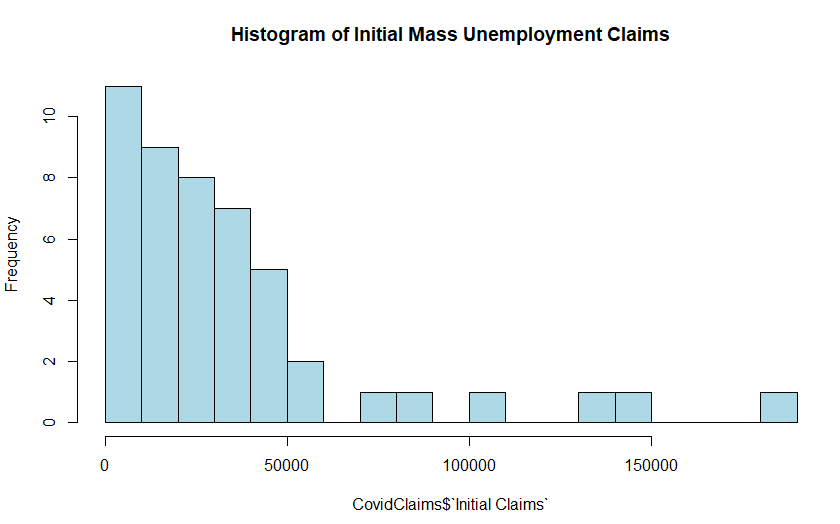 Histogram of Initial Mass Unemployment Claims
Frequency
10
8
6
4
2
0
0 50000 100000 150000
CovidClaims$`Initial Claims`